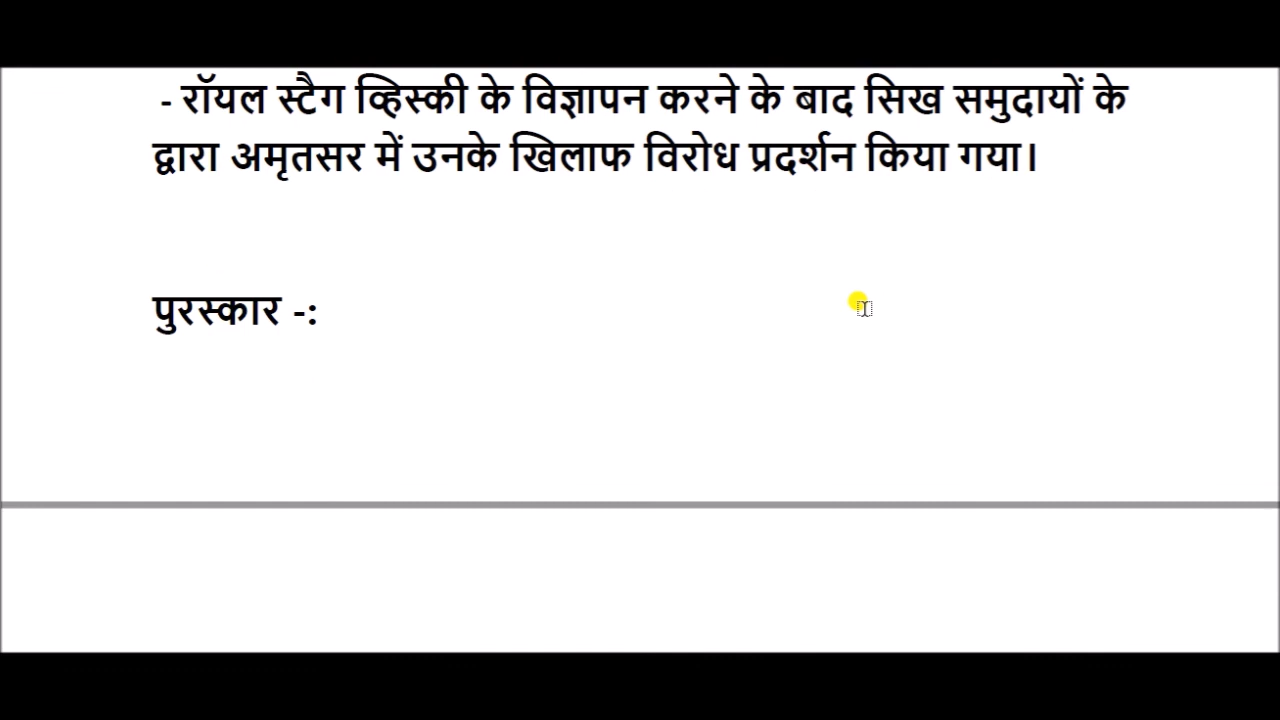 - रॉयल स्टैग व्हिस्की के विज्ञापन करने के बाद सिख समुदायों के
द्वारा अमृतसर में उनके खिलाफ विरोध प्रदर्शन किया गया।
पुरस्कार -: